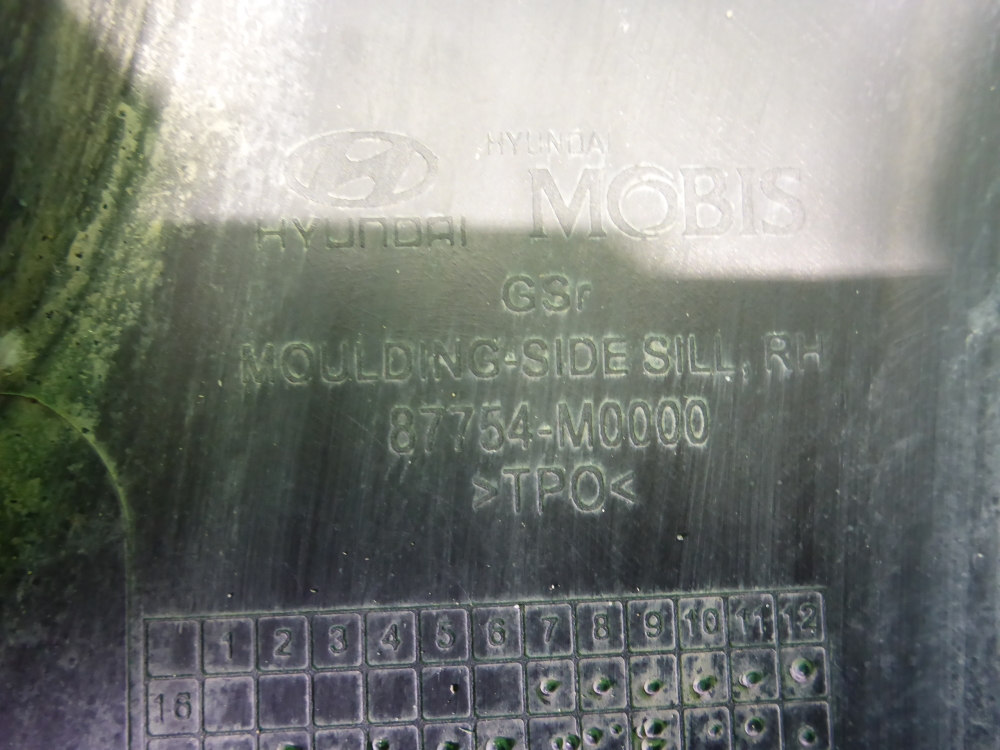 HYUNDAI
HYUNDAI
MOBIS
GSr
MOULDING-SIDE SILL, RH
87754-M0000
>TPO<
1 2 3 4 5 6 7 8 9 10 11 12
16